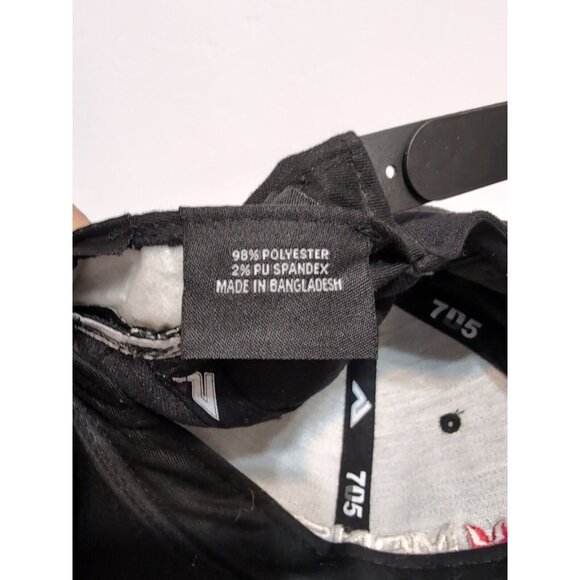 98% POLYESTER
2% PU SPANDEX
MADE IN BANGLADESH
705
705